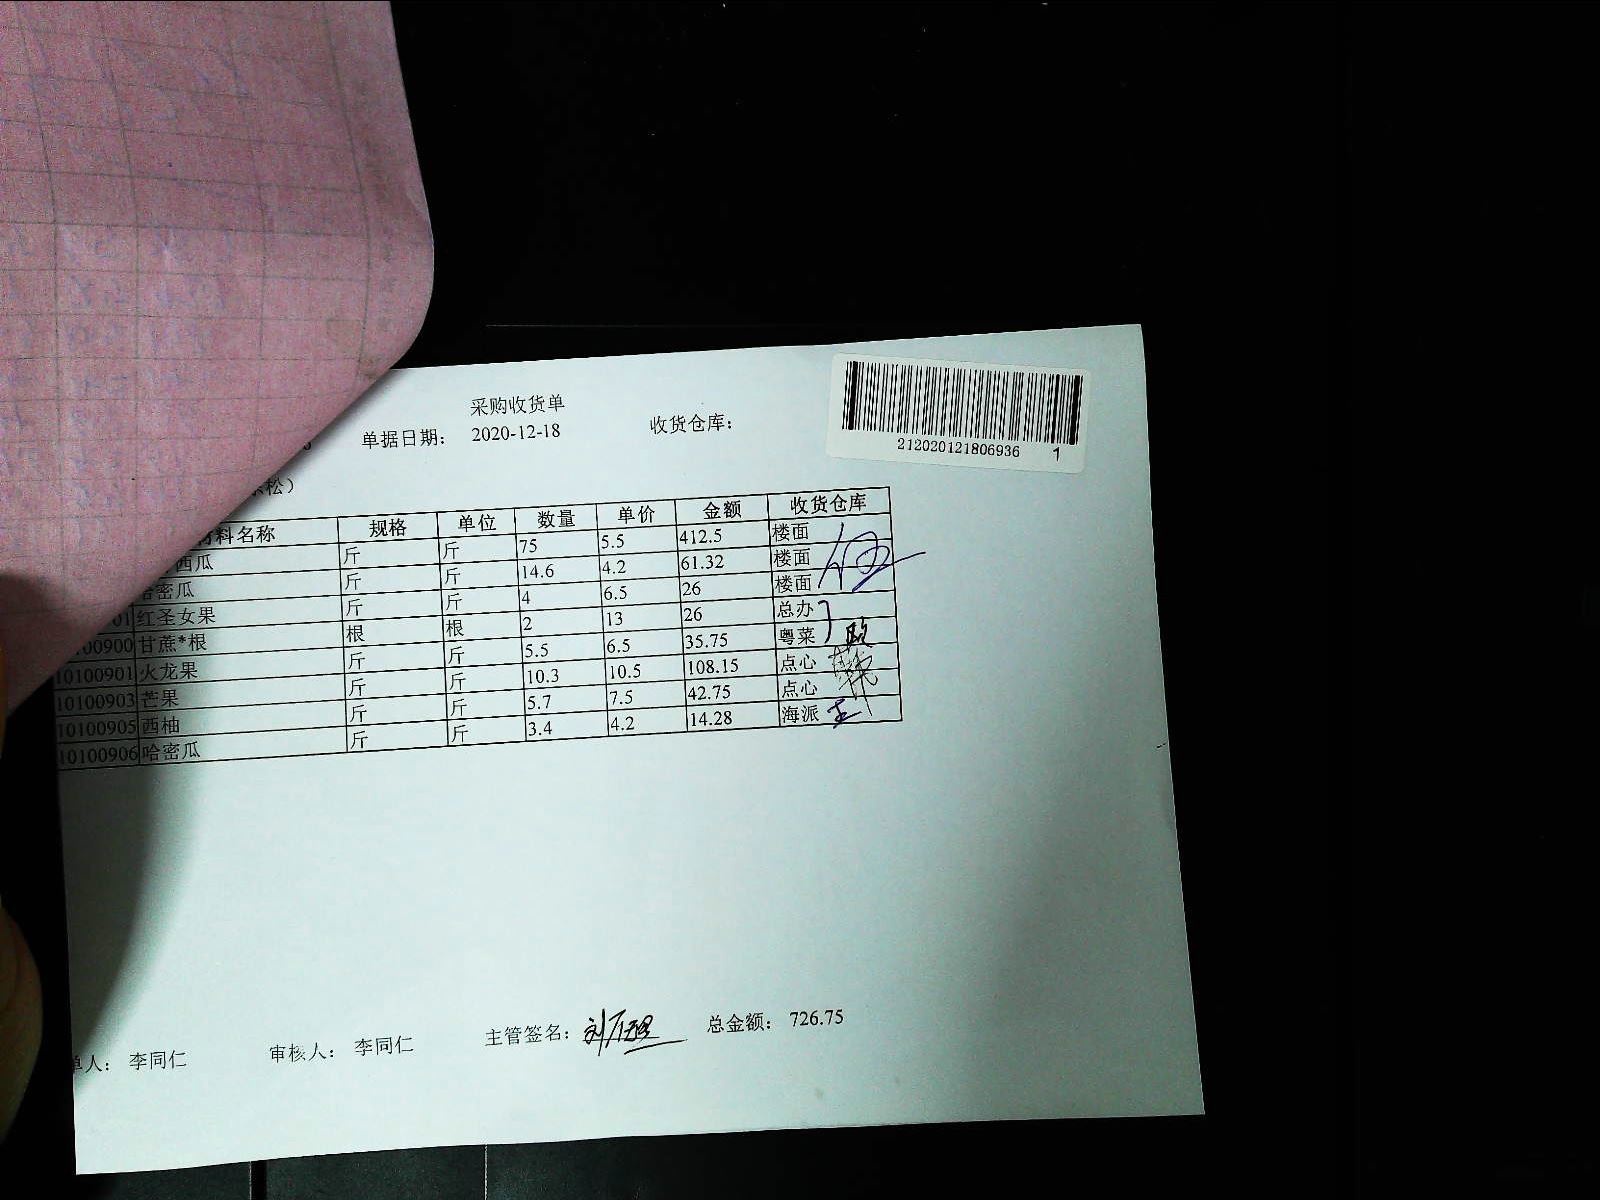 采购收货单
单据日期: 2020-12-18 收货仓库:
212020121806936 1
松)
材料名称 规格 单位 数量 单价 金额 收货仓库
西瓜 斤 斤 75 5.5 412.5 楼面
哈密瓜 斤 斤 14.6 4.2 61.32 楼面
01 红圣女果 斤 斤 4 6.5 26 楼面
100900 甘蔗*根 根 根 2 13 26 总办
10100901 火龙果 斤 斤 5.5 6.5 35.75 粤菜
10100903 芒果 斤 斤 10.3 10.5 108.15 点心
10100905 西柚 斤 斤 5.7 7.5 42.75 点心
10100906 哈密瓜 斤 斤 3.4 4.2 14.28 海派 王
单人: 李同仁 审核人: 李同仁 主管签名: 总金额: 726.75